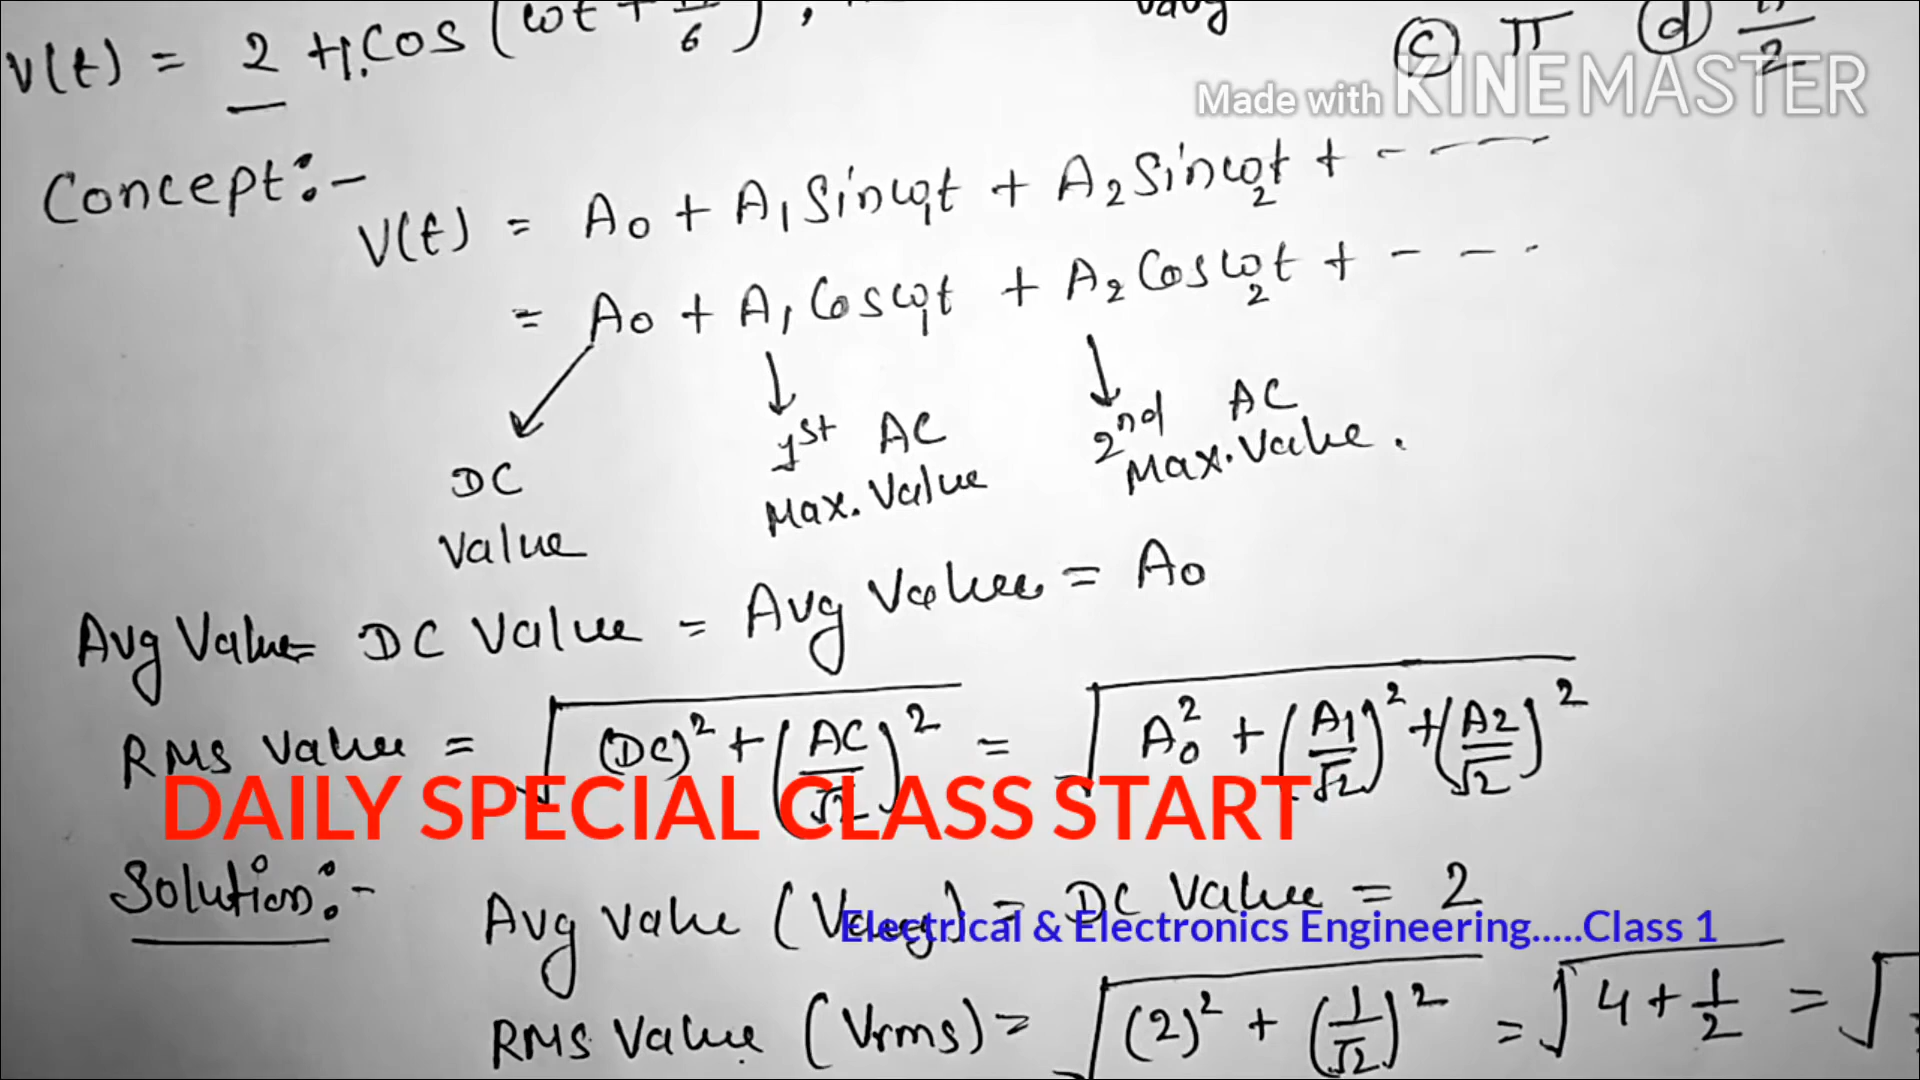 V(t) = 2 + 1.cos (ωt + π/6),
Vavg
(c) π (d) π/2
Made with KINEMASTER
Concept:-
V(t) = A₀ + A₁ Sinω₁t + A₂ Sinω₂t + - - - -
= A₀ + A₁ Cosω₁t + A₂ Cosω₂t + - - -
DC Value
1st AC Max. Value
2nd AC Max. Value.
Avg Value = DC Value = Avg Value = A₀
RMS Value = √((DC)² + (AC/√2)²) = √(A₀² + (A₁/√2)² + (A₂/√2)²)
DAILY SPECIAL CLASS START
Solution:-
Avg Value (Vavg) = DC Value = 2
Electrical & Electronics Engineering.....Class 1
RMS Value (Vrms) = √((2)² + (1/√2)²) = √(4 + 1/2) = √